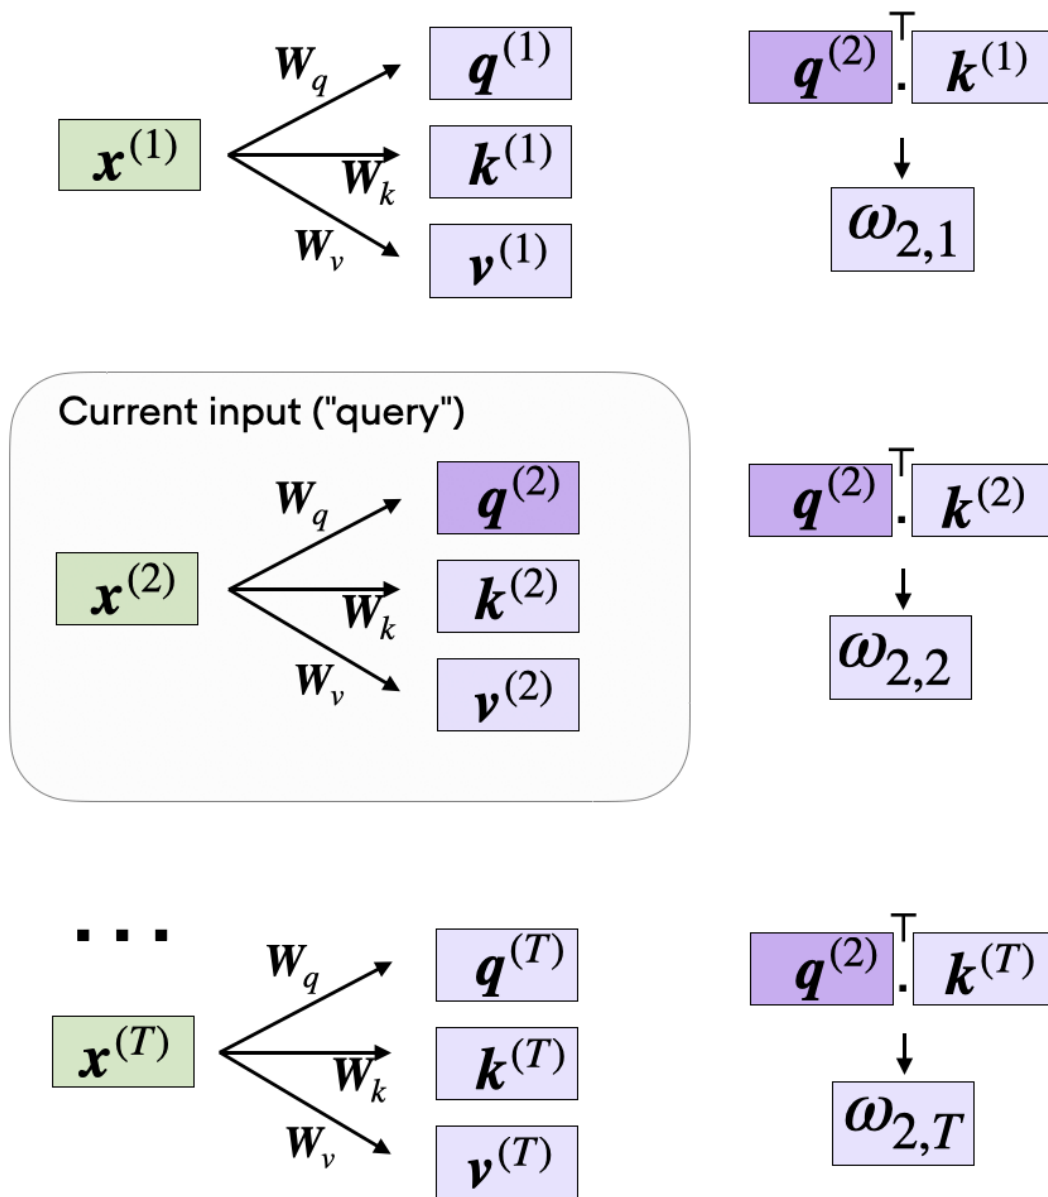 W_q
q^(1)
x^(1)
W_k
k^(1)
W_v
v^(1)
q^(2)⊤ . k^(1)
ω_2,1
Current input ("query")
W_q
q^(2)
x^(2)
W_k
k^(2)
W_v
v^(2)
q^(2)⊤ . k^(2)
ω_2,2
...
W_q
q^(T)
x^(T)
W_k
k^(T)
W_v
v^(T)
q^(2)⊤ . k^(T)
ω_2,T